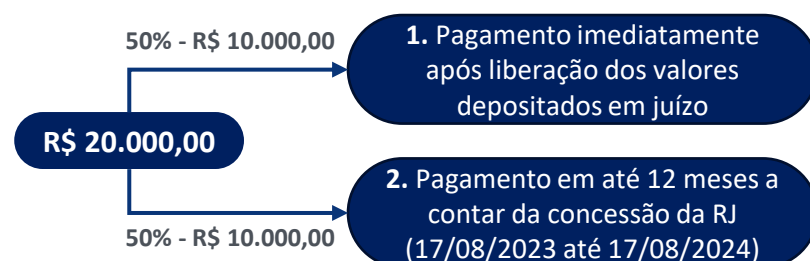 50% - R$ 10.000,00
1. Pagamento imediatamente
após liberação dos valores
depositados em juízo
R$ 20.000,00
2. Pagamento em até 12 meses a
contar da concessão da RJ
(17/08/2023 até 17/08/2024)
50% - R$ 10.000,00